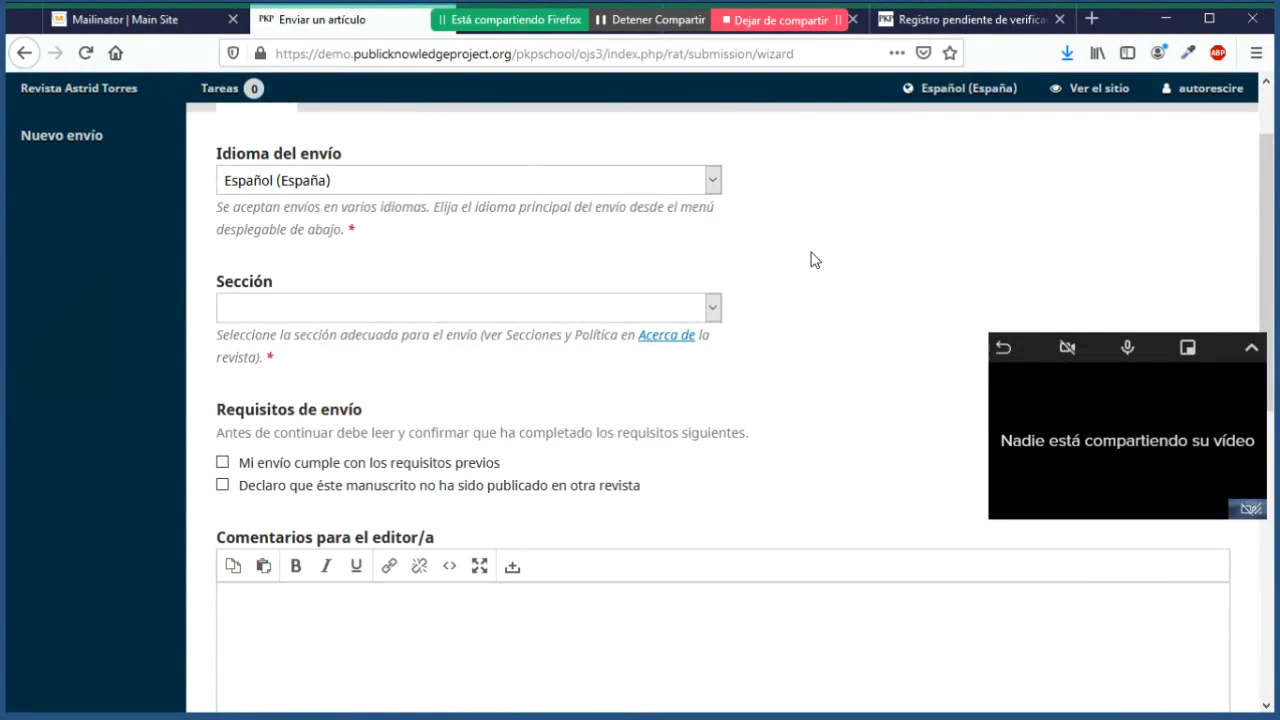 Mailinator | Main Site
PKP Enviar un artículo
Está compartiendo Firefox
Detener Compartir
Dejar de compartir
PKP Registro pendiente de verifica
https://demo.publicknowledgeproject.org/pkpschool/ojs3/index.php/rat/submission/wizard
ABP
Revista Astrid Torres
Tareas 0
Español (España)
Ver el sitio
autorescire
Nuevo envío
Idioma del envío
Español (España)
Se aceptan envíos en varios idiomas. Elija el idioma principal del envío desde el menú
desplegable de abajo. *
Sección
Seleccione la sección adecuada para el envío (ver Secciones y Política en Acerca de la
revista). *
Requisitos de envío
Antes de continuar debe leer y confirmar que ha completado los requisitos siguientes.
Mi envío cumple con los requisitos previos
Declaro que éste manuscrito no ha sido publicado en otra revista
Nadie está compartiendo su vídeo
Comentarios para el editor/a
B I U